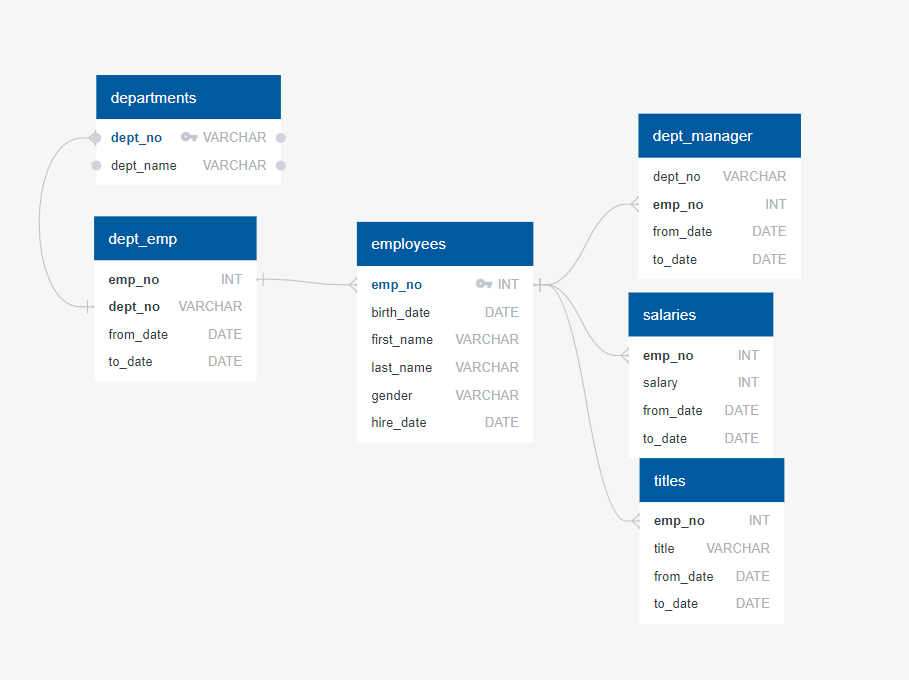 departments
dept_no VARCHAR
dept_name VARCHAR
dept_emp
emp_no INT
dept_no VARCHAR
from_date DATE
to_date DATE
employees
emp_no INT
birth_date DATE
first_name VARCHAR
last_name VARCHAR
gender VARCHAR
hire_date DATE
dept_manager
dept_no VARCHAR
emp_no INT
from_date DATE
to_date DATE
salaries
emp_no INT
salary INT
from_date DATE
to_date DATE
titles
emp_no INT
title VARCHAR
from_date DATE
to_date DATE